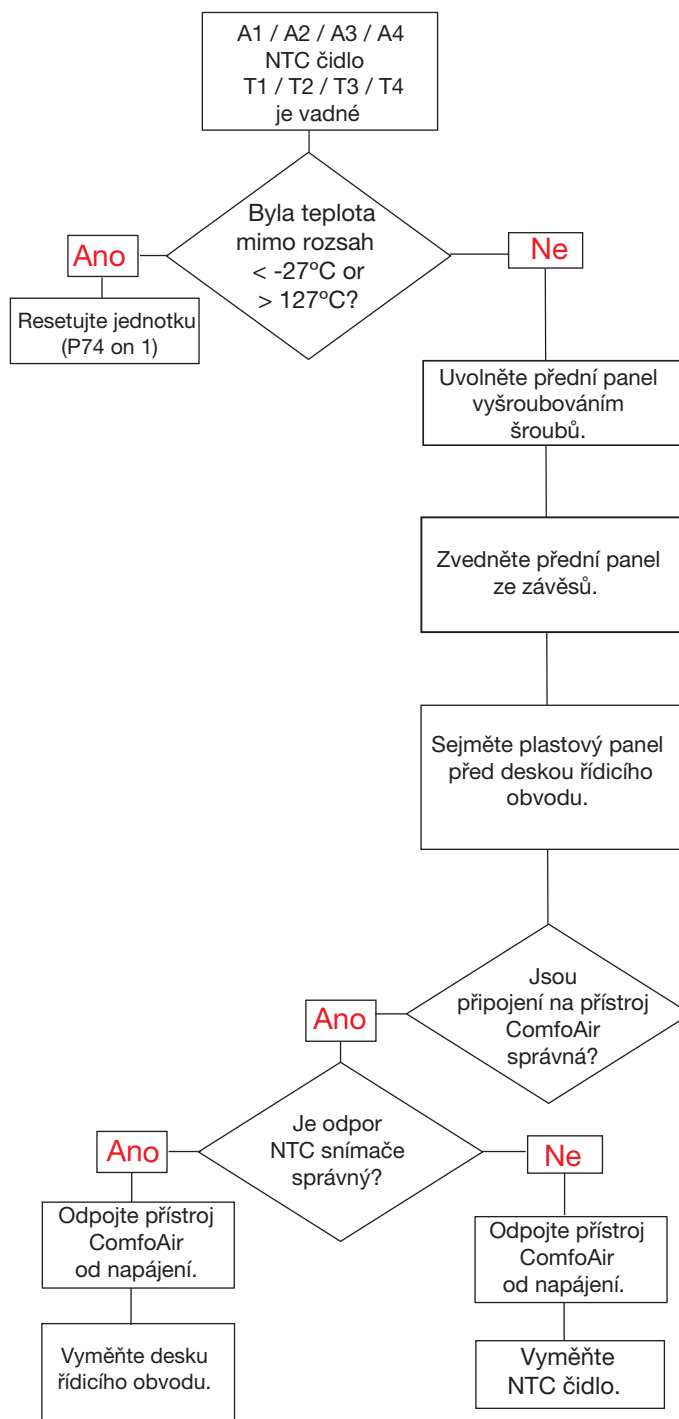 A1 / A2 / A3 / A4
NTC čidlo
T1 / T2 / T3 / T4
je vadné
Byla teplota
mimo rozsah
< -27ºC or
> 127ºC?
Ano
Ne
Resetujte jednotku
(P74 on 1)
Uvolněte přední panel
vyšroubováním
šroubů.
Zvedněte přední panel
ze závěsů.
Sejměte plastový panel
před deskou řídicího
obvodu.
Jsou
připojení na přístroj
ComfoAir
správná?
Ano
Je odpor
NTC snímače
správný?
Ano
Ne
Odpojte přístroj
ComfoAir
od napájení.
Vyměňte desku
řídicího obvodu.
Odpojte přístroj
ComfoAir
od napájení.
Vyměňte
NTC čidlo.